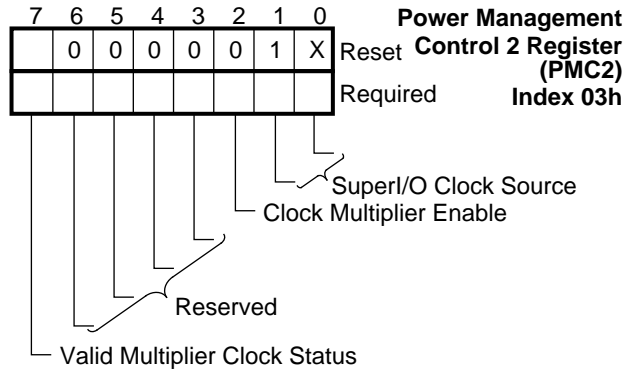 7 6 5 4 3 2 1 0
Power Management
0 0 0 0 0 1 X Reset
Control 2 Register
(PMC2)
Required
Index 03h
SuperI/O Clock Source
Clock Multiplier Enable
Reserved
Valid Multiplier Clock Status